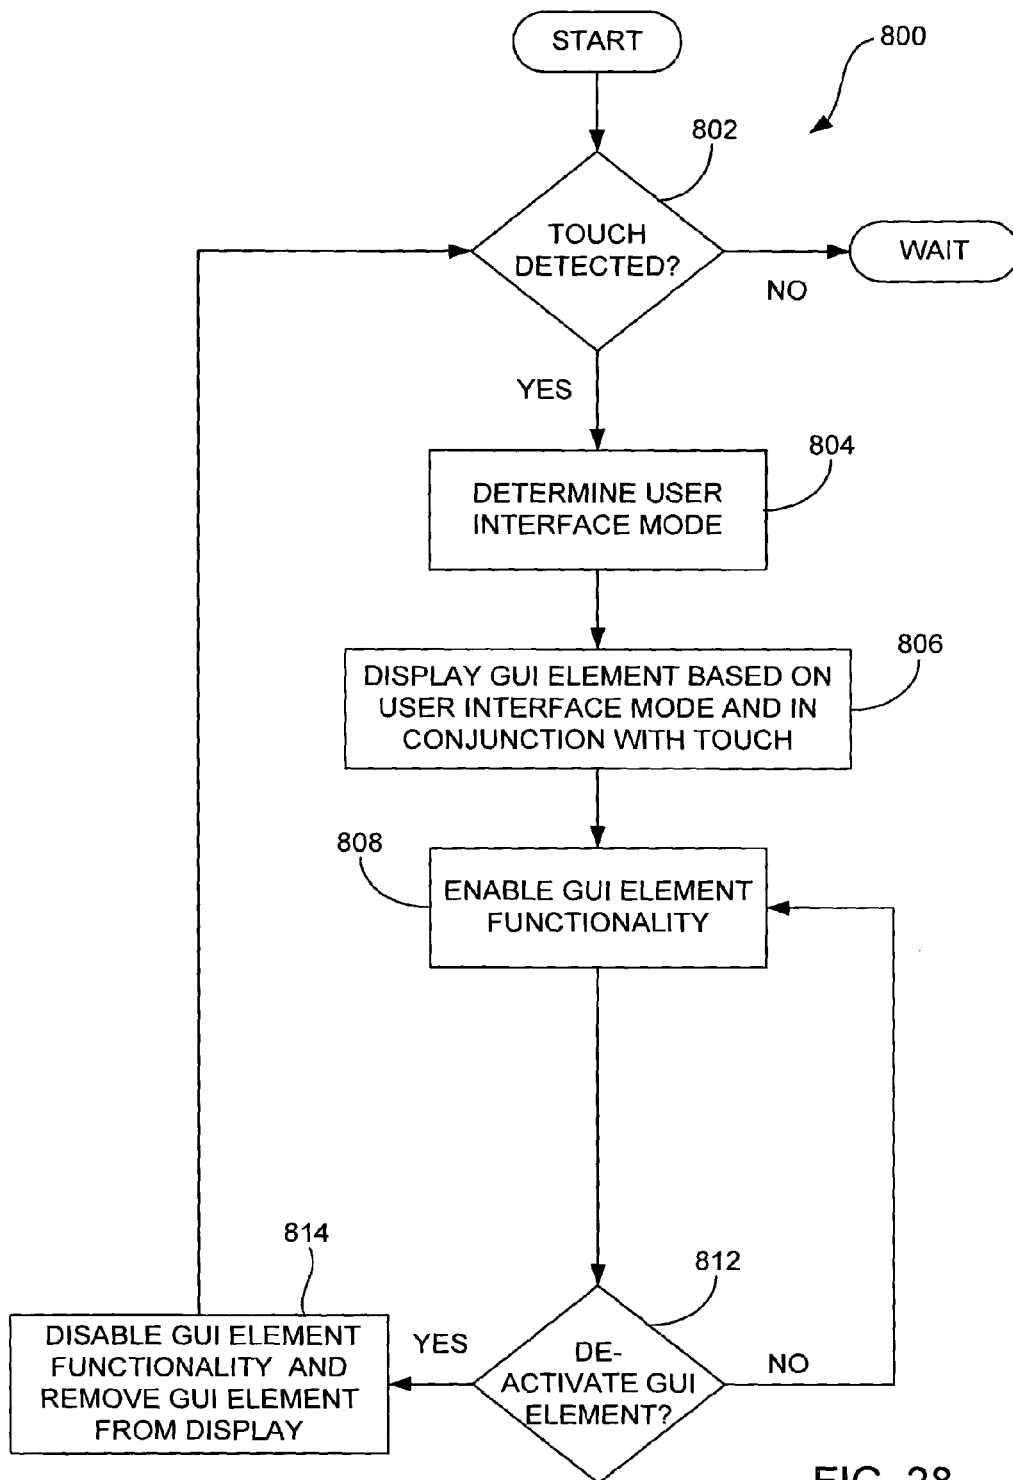 START
800
802
TOUCH
DETECTED?
WAIT
NO
YES
804
DETERMINE USER
INTERFACE MODE
806
DISPLAY GUI ELEMENT BASED ON
USER INTERFACE MODE AND IN
CONJUNCTION WITH TOUCH
808
ENABLE GUI ELEMENT
FUNCTIONALITY
814
812
DISABLE GUI ELEMENT
FUNCTIONALITY AND
REMOVE GUI ELEMENT
FROM DISPLAY
YES
DE-
ACTIVATE GUI
ELEMENT?
NO
FIG. 28